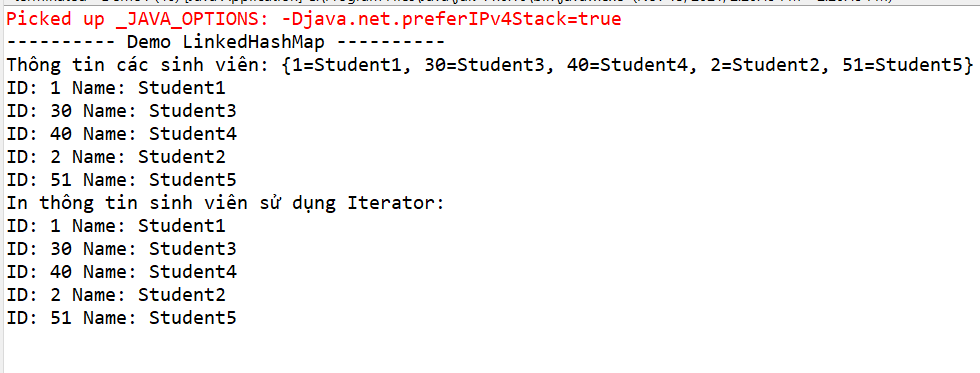 Picked up _JAVA_OPTIONS: -Djava.net.preferIPv4Stack=true
---------- Demo LinkedHashMap ----------
Thông tin các sinh viên: {1=Student1, 30=Student3, 40=Student4, 2=Student2, 51=Student5}
ID: 1 Name: Student1
ID: 30 Name: Student3
ID: 40 Name: Student4
ID: 2 Name: Student2
ID: 51 Name: Student5
In thông tin sinh viên sử dụng Iterator:
ID: 1 Name: Student1
ID: 30 Name: Student3
ID: 40 Name: Student4
ID: 2 Name: Student2
ID: 51 Name: Student5